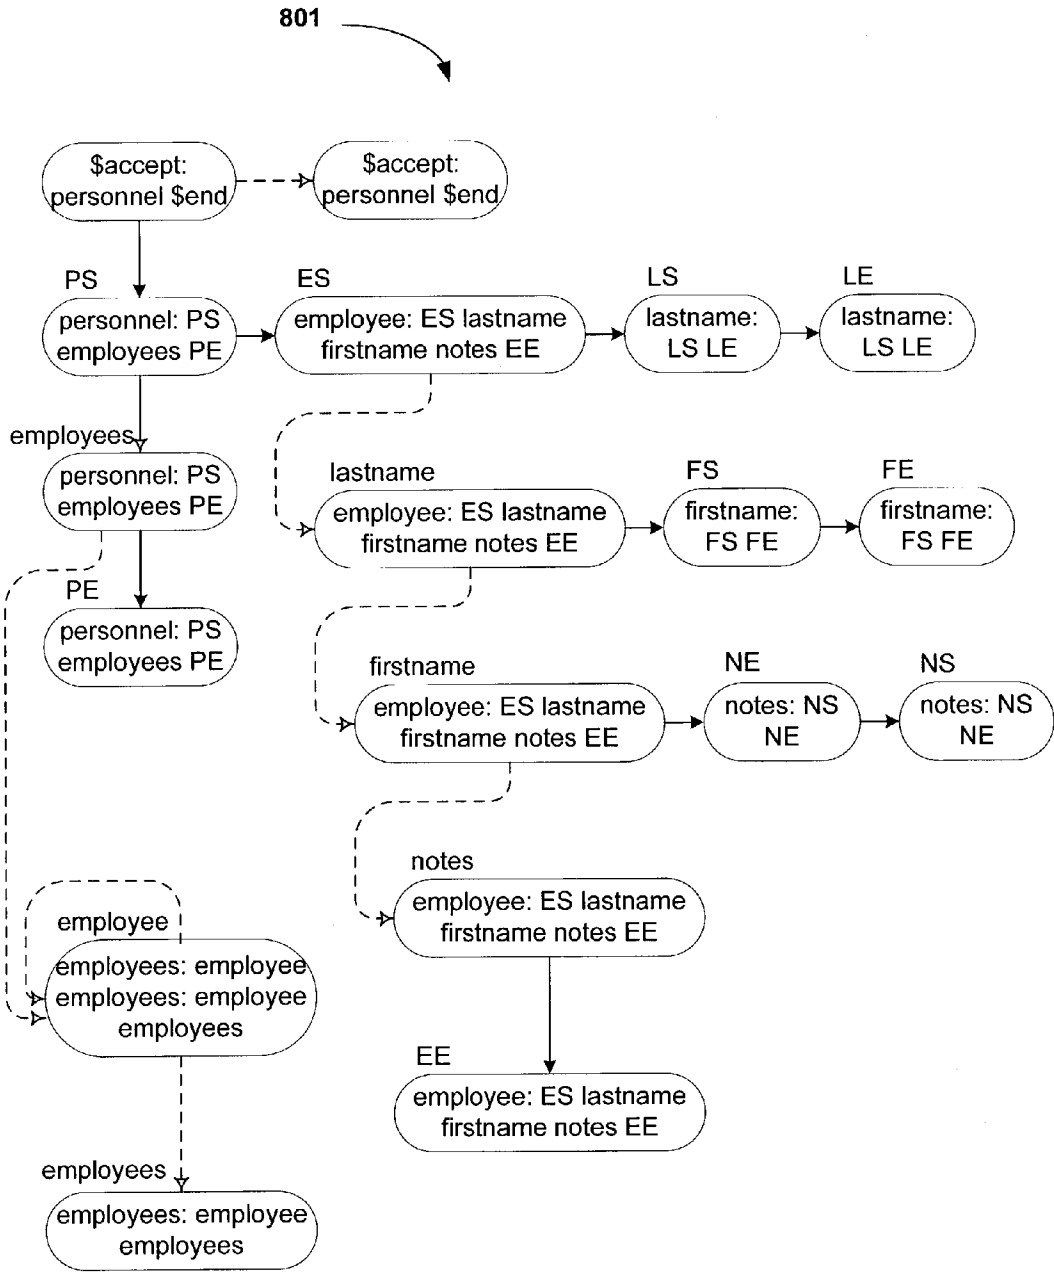 801
$accept:
personnel $end
$accept:
personnel $end
PS
personnel: PS
employees PE
ES
employee: ES lastname
firstname notes EE
LS
lastname:
LS LE
LE
lastname:
LS LE
employees
personnel: PS
employees PE
lastname
employee: ES lastname
firstname notes EE
FS
firstname:
FS FE
FE
firstname:
FS FE
PE
personnel: PS
employees PE
firstname
employee: ES lastname
firstname notes EE
NE
notes: NS
NE
NS
notes: NS
NE
notes
employee: ES lastname
firstname notes EE
employee
employees: employee
employees: employee
employees
EE
employee: ES lastname
firstname notes EE
employees
employees: employee
employees